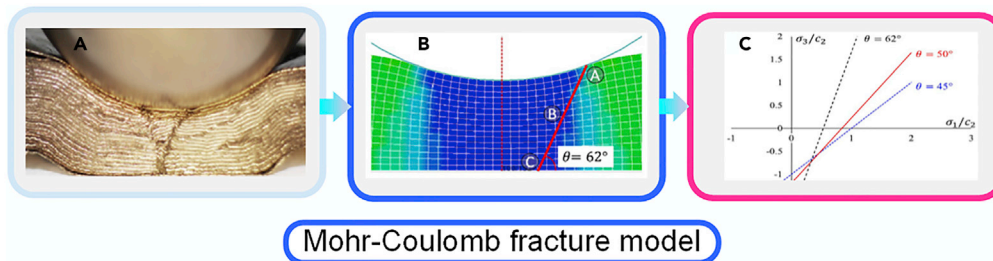 A
B
A
B
C
θ= 62°
C
σ₃/c₂
θ = 62°
θ = 50°
θ = 45°
σ₁/c₂
2
1.5
1
0.5
0
-0.5
-1
-1
0
1
2
3
Mohr-Coulomb fracture model